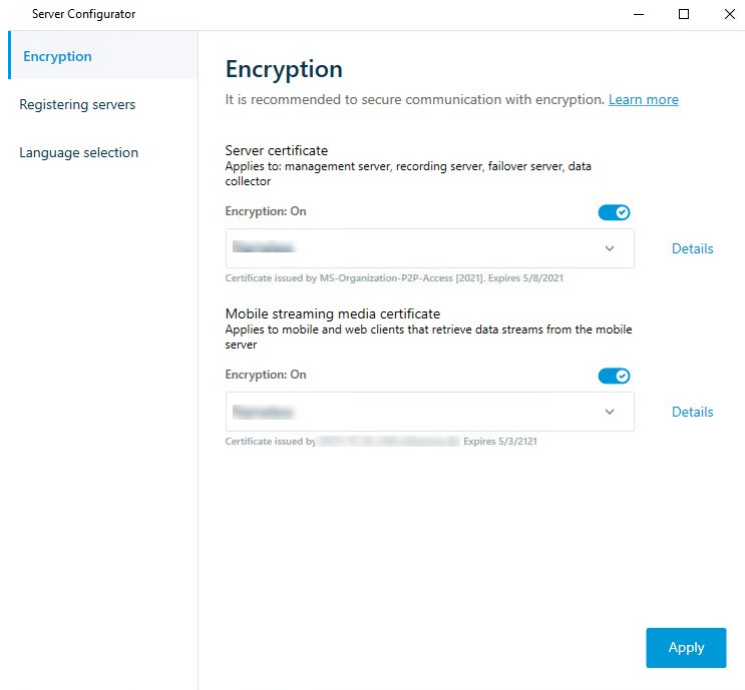 Server Configurator
Encryption
Registering servers
Language selection
Encryption
It is recommended to secure communication with encryption. Learn more
Server certificate
Applies to: management server, recording server, failover server, data
collector
Encryption: On
Details
Certificate issued by MS-Organization-P2P-Access [2021]. Expires 5/8/2021
Mobile streaming media certificate
Applies to mobile and web clients that retrieve data streams from the mobile
server
Encryption: On
Details
Certificate issued by Expires 5/3/2121
Apply